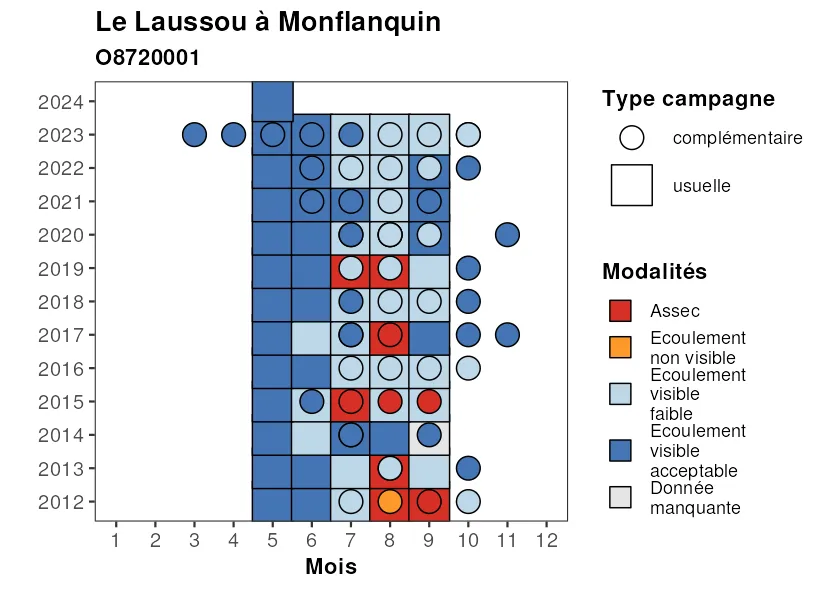 Le Laussou à Monflanquin
O8720001
2024
2023
2022
2021
2020
2019
2018
2017
2016
2015
2014
2013
2012
1 2 3 4 5 6 7 8 9 10 11 12
Mois
Type campagne
complémentaire
usuelle
Modalités
Assec
Ecoulement
non visible
Ecoulement
visible
faible
Ecoulement
visible
acceptable
Donnée
manquante